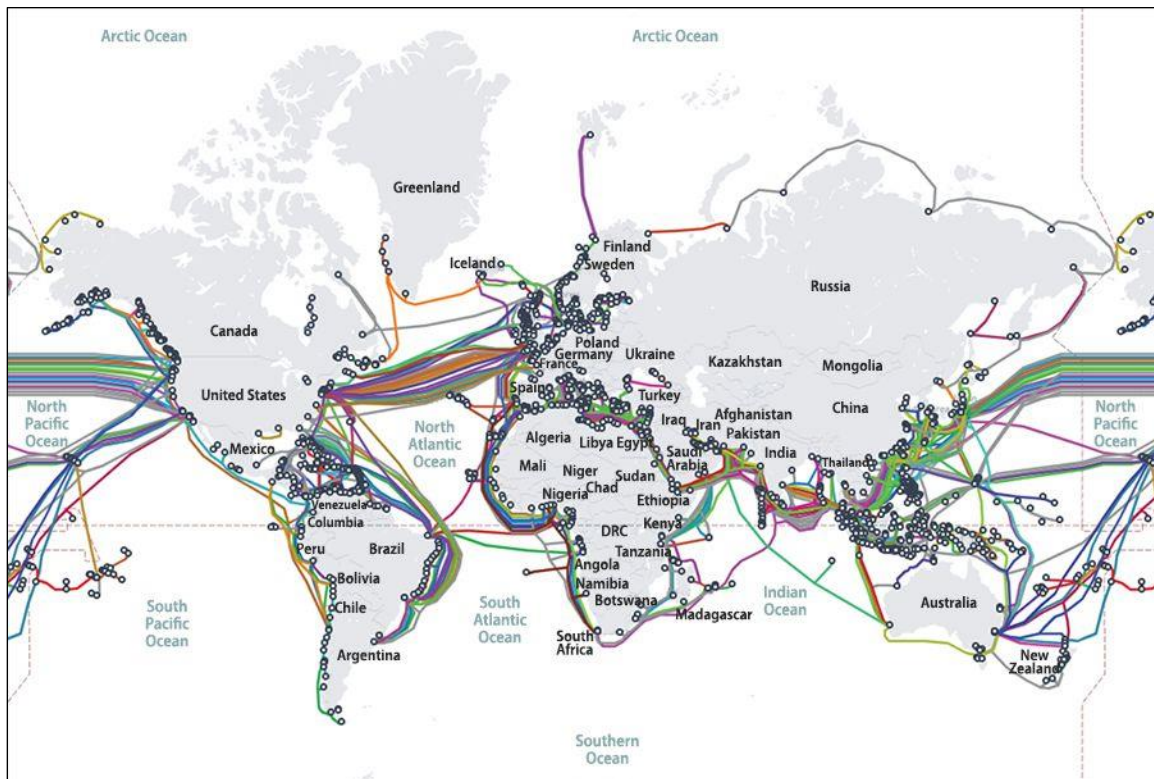 Arctic Ocean
Arctic Ocean
Greenland
Iceland
Finland
Sweden
Russia
Canada
Poland
Germany
Ukraine
France
Kazakhstan
Mongolia
United States
Spain
Turkey
China
North
Pacific
Ocean
North
Atlantic
Ocean
North
Pacific
Ocean
Afghanistan
Iraq
Iran
Pakistan
Mexico
Algeria
Libya
Egypt
Saudi
Arabia
India
Thailand
Mali
Niger
Chad
Sudan
Nigeria
Ethiopia
Venezuela
Columbia
DRC
Kenya
Peru
Brazil
Tanzania
Angola
Bolivia
Namibia
Botswana
Madagascar
Indian
Ocean
Australia
Chile
South
Pacific
Ocean
South
Atlantic
Ocean
South
Africa
Argentina
New
Zealand
Southern
Ocean